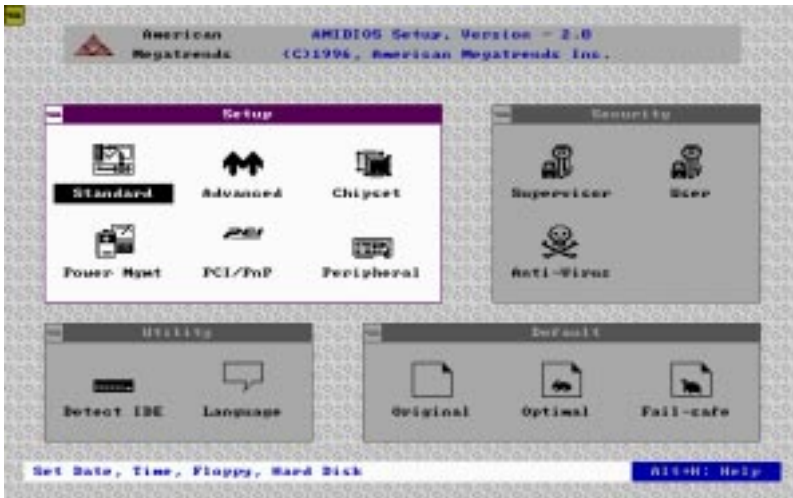 American Megatrends
AMIBIOS Setup, Version - 2.0
(C)1996, American Megatrends Inc.
Setup
Standard
Advanced
Chipset
Power Mgmt
PCI
PCI/PnP
Peripheral
Security
Supervisor
User
Anti-Virus
Utility
Detect IDE
Language
Default
Original
Optimal
Fail-safe
Set Date, Time, Floppy, Hard Disk
Alt+H: Help